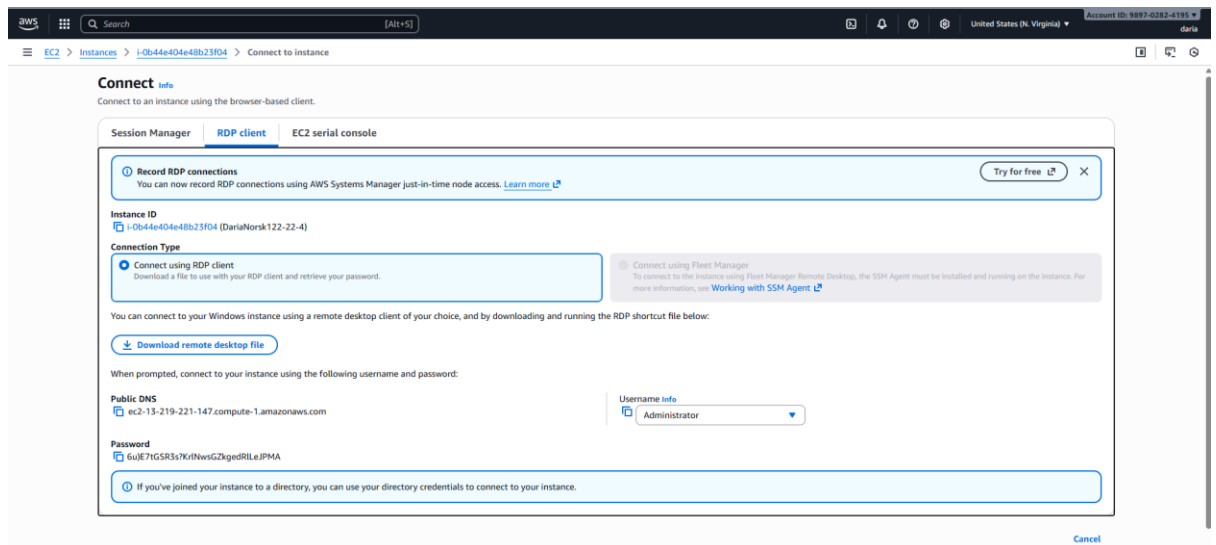 aws
Search [Alt+S]
United States (N. Virginia)
Account ID: 9897-0282-4195
daria
EC2 > Instances > i-0b44e404e48b23f04 > Connect to instance
Connect Info
Connect to an instance using the browser-based client.
Session Manager RDP client EC2 serial console
Record RDP connections
You can now record RDP connections using AWS Systems Manager just-in-time node access. Learn more
Try for free
Instance ID
i-0b44e404e48b23f04 (DariaNorsk122-22-4)
Connection Type
Connect using RDP client
Download a file to use with your RDP client and retrieve your password.
Connect using Fleet Manager
To connect to the instance using Fleet Manager Remote Desktop, the SSM Agent must be installed and running on the instance. For
more information, see Working with SSM Agent
You can connect to your Windows instance using a remote desktop client of your choice, and by downloading and running the RDP shortcut file below:
Download remote desktop file
When prompted, connect to your instance using the following username and password:
Public DNS
ec2-13-219-221-147.compute-1.amazonaws.com
Username Info
Administrator
Password
6u)E7tGSR3s?KrlNwsGZkgedRlLeJPMA
If you've joined your instance to a directory, you can use your directory credentials to connect to your instance.
Cancel